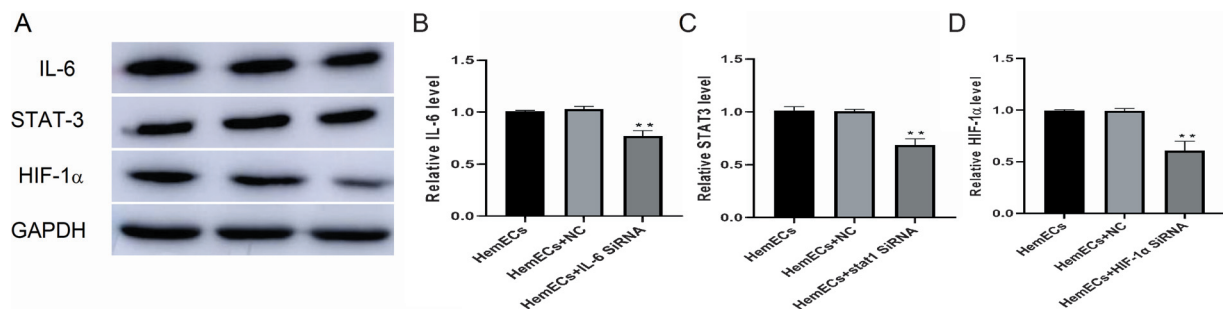 A
IL-6
STAT-3
HIF-1α
GAPDH
B
Relative IL-6 level
1.5
1.0
0.5
0.0
**
HemECs
HemECs+NC
HemECs+IL-6 SiRNA
C
Relative STAT3 level
1.5
1.0
0.5
0.0
**
HemECs
HemECs+NC
HemECs+stat1 SiRNA
D
Relative HIF-1α level
1.5
1.0
0.5
0.0
**
HemECs
HemECs+NC
HemECs+HIF-1α SiRNA